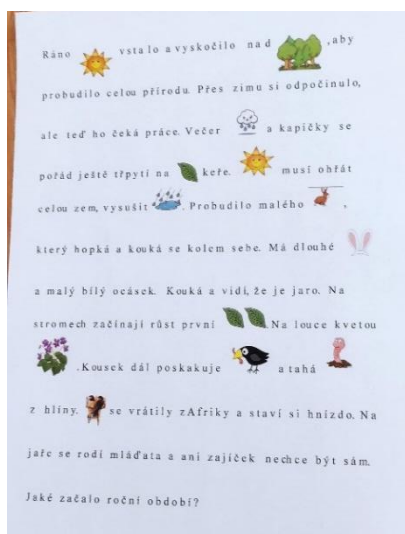 Ráno vstalo a vyskočilo nad , aby
probudilo celou přírodu. Přes zimu si odpočinulo,
ale teď ho čeká práce. Večer a kapičky se
pořád ještě třpytí na keře. musí ohřát
celou zem, vysušit . Probudilo malého ,
který hopká a kouká se kolem sebe. Má dlouhé
a malý bílý ocásek. Kouká a vidí, že je jaro. Na
stromech začínají růst první . Na louce kvetou
. Kousek dál poskakuje a tahá
z hlíny. se vrátily zAfriky a staví si hnízdo. Na
jaře se rodí mláďata a ani zajíček nechce být sám.
Jaké začalo roční období?